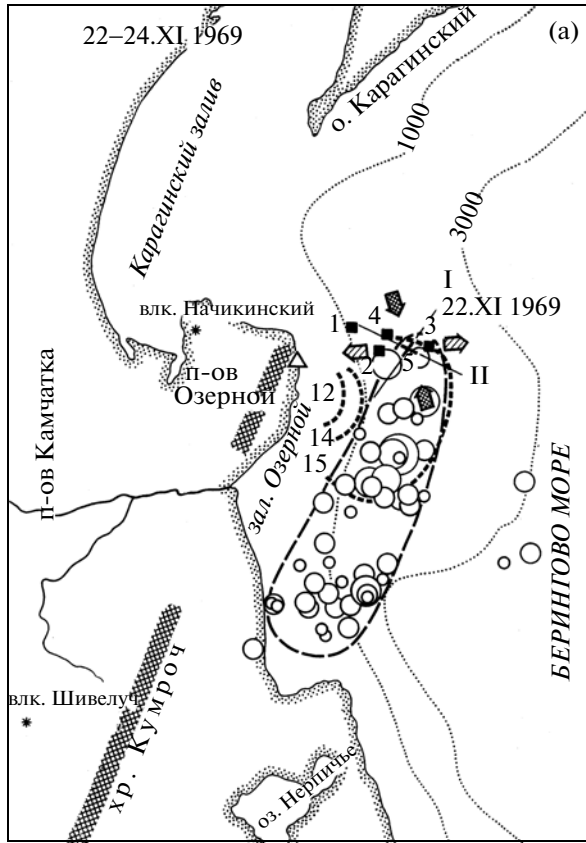 22–24.XI 1969
(а)
о. Карагинский
Карагинский залив
1000
3000
I
22.XI 1969
влк. Начикинский
1
4
3
2
5
II
п-ов
Озерной
12
14
15
зал. Озерной
п-ов Камчатка
БЕРИНГОВО МОРЕ
влк. Шивелуч
хр. Кумроч
оз. Нерпичье